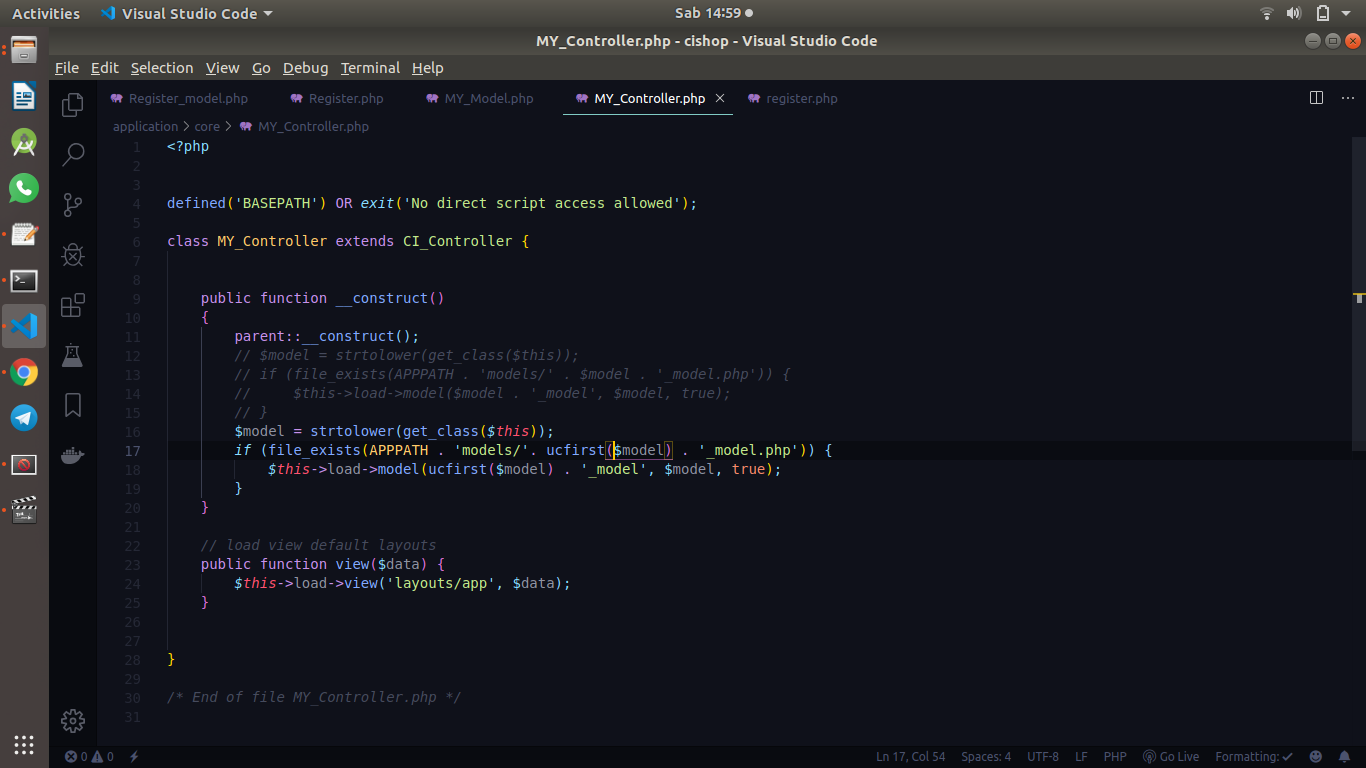 Activities Visual Studio Code Sab 14:59
MY_Controller.php - cishop - Visual Studio Code
File Edit Selection View Go Debug Terminal Help
Register_model.php Register.php MY_Model.php MY_Controller.php register.php
application > core > MY_Controller.php
1 <?php
2
3
4 defined('BASEPATH') OR exit('No direct script access allowed');
5
6 class MY_Controller extends CI_Controller {
7
8
9 public function __construct()
10 {
11 parent::__construct();
12 // $model = strtolower(get_class($this));
13 // if (file_exists(APPPATH . 'models/' . $model . '_model.php')) {
14 //     $this->load->model($model . '_model', $model, true);
15 // }
16 $model = strtolower(get_class($this));
17 if (file_exists(APPPATH . 'models/'. ucfirst($model) . '_model.php')) {
18 $this->load->model(ucfirst($model) . '_model', $model, true);
19 }
20 }
21
22 // load view default layouts
23 public function view($data) {
24 $this->load->view('layouts/app', $data);
25 }
26
27
28 }
29
30 /* End of file MY_Controller.php */
31
0 0 Ln 17, Col 54 Spaces: 4 UTF-8 LF PHP Go Live Formatting: ✓